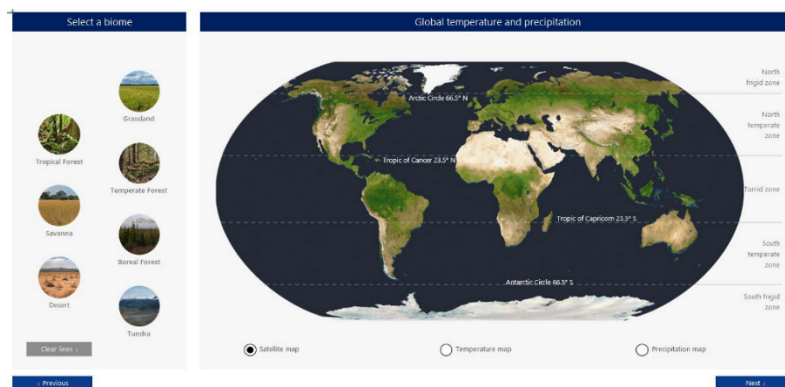 Select a biome
Grassland
Tropical Forest
Temperate Forest
Savanna
Boreal Forest
Desert
Tundra
Clear lines
Previous
Global temperature and precipitation
North
frigid zone
Arctic Circle 66.5° N
North
temperate
zone
Tropic of Cancer 23.5° N
Torrid zone
Tropic of Capricorn 23.5° S
South
temperate
zone
Antarctic Circle 66.5° S
South frigid
zone
Satellite map
Temperature map
Precipitation map
Next